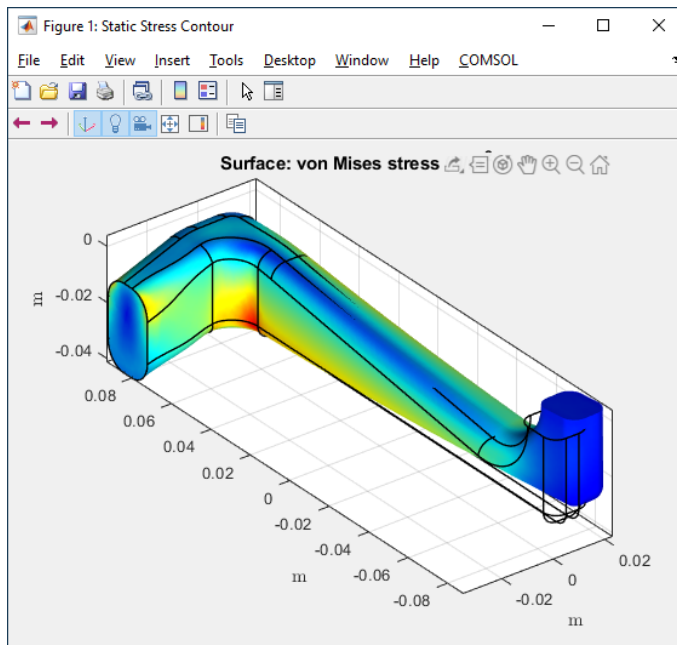 Figure 1: Static Stress Contour
File Edit View Insert Tools Desktop Window Help COMSOL
Surface: von Mises stress
0
-0.02
-0.04
m
0.08
0.06
0.04
0.02
0
-0.02
-0.04
-0.06
-0.08
m
-0.02
0
0.02
m